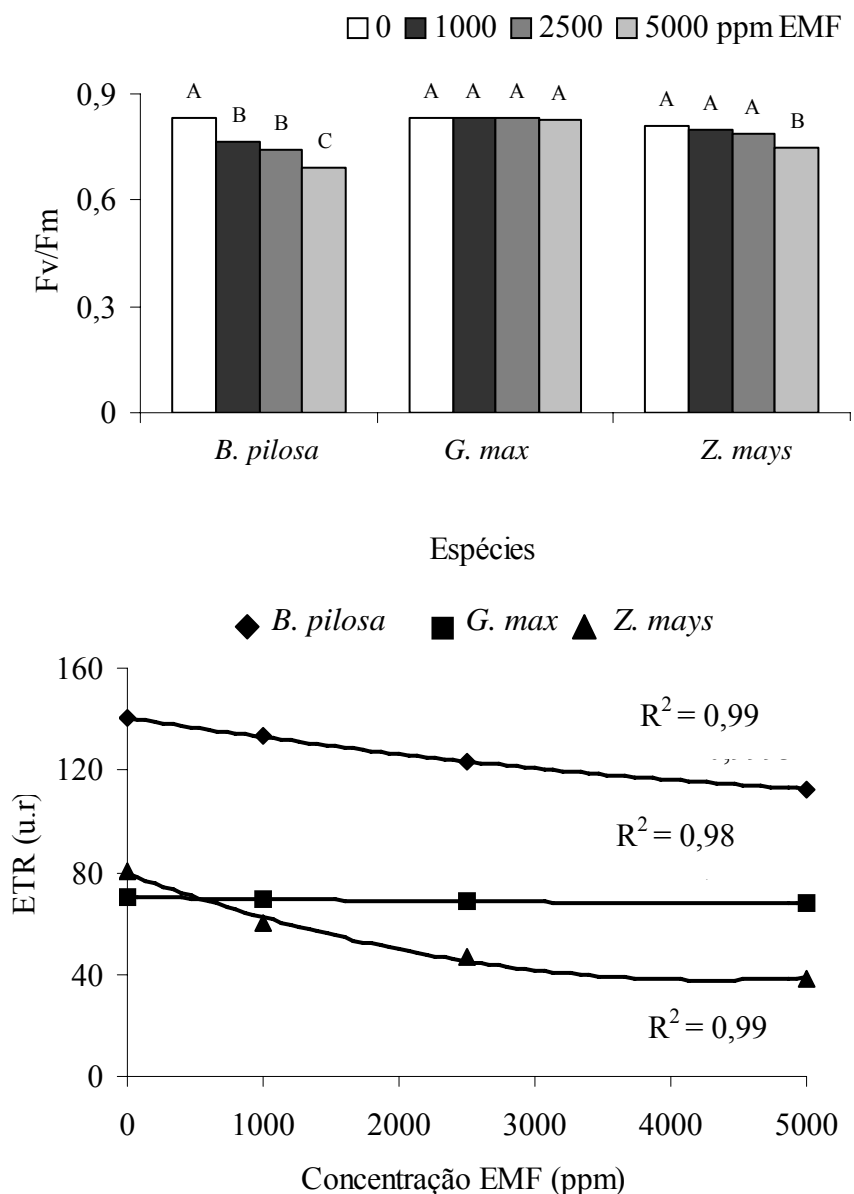 0 1000 2500 5000 ppm EMF
0,9
0,6
0,3
0
Fv/Fm
A B B C
A A A A
A A A B
B. pilosa G. max Z. mays
Espécies
B. pilosa G. max Z. mays
160
120
80
40
0
ETR (u.r)
R² = 0,99
R² = 0,98
R² = 0,99
0 1000 2000 3000 4000 5000
Concentração EMF (ppm)